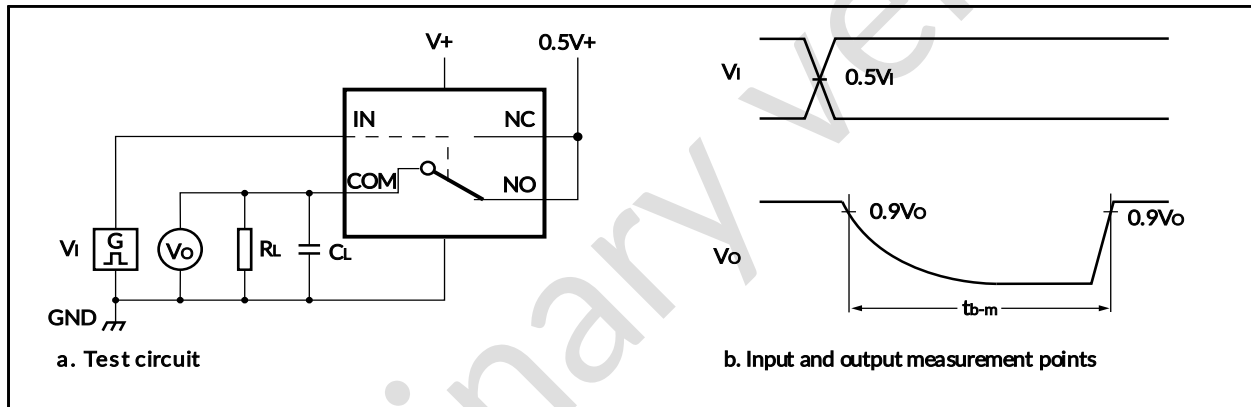 V+
0.5V+
IN
NC
COM
NO
VI
G
VO
RL
CL
GND
a. Test circuit
VI
0.5VI
0.9VO
0.9VO
VO
tb-m
b. Input and output measurement points